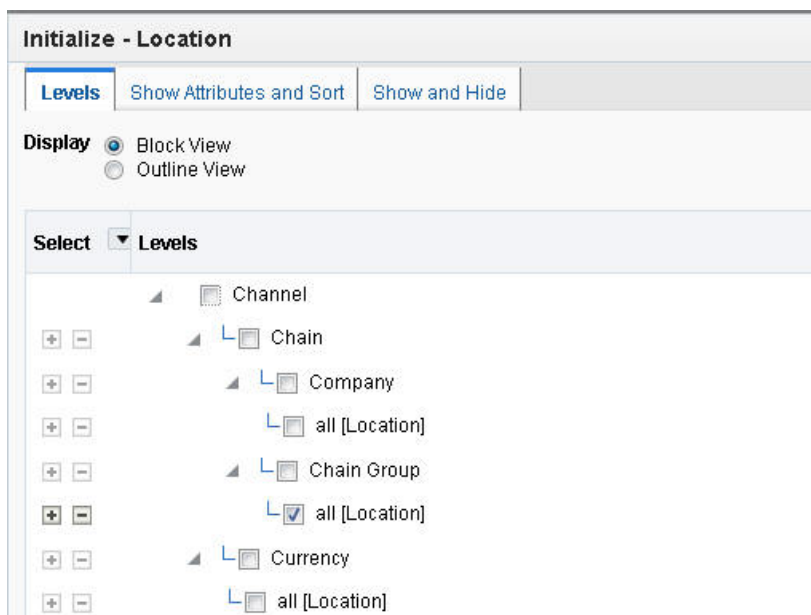 Initialize - Location
Levels Show Attributes and Sort Show and Hide
Display Block View
Outline View
Select Levels
Channel
Chain
Company
all [Location]
Chain Group
all [Location]
Currency
all [Location]